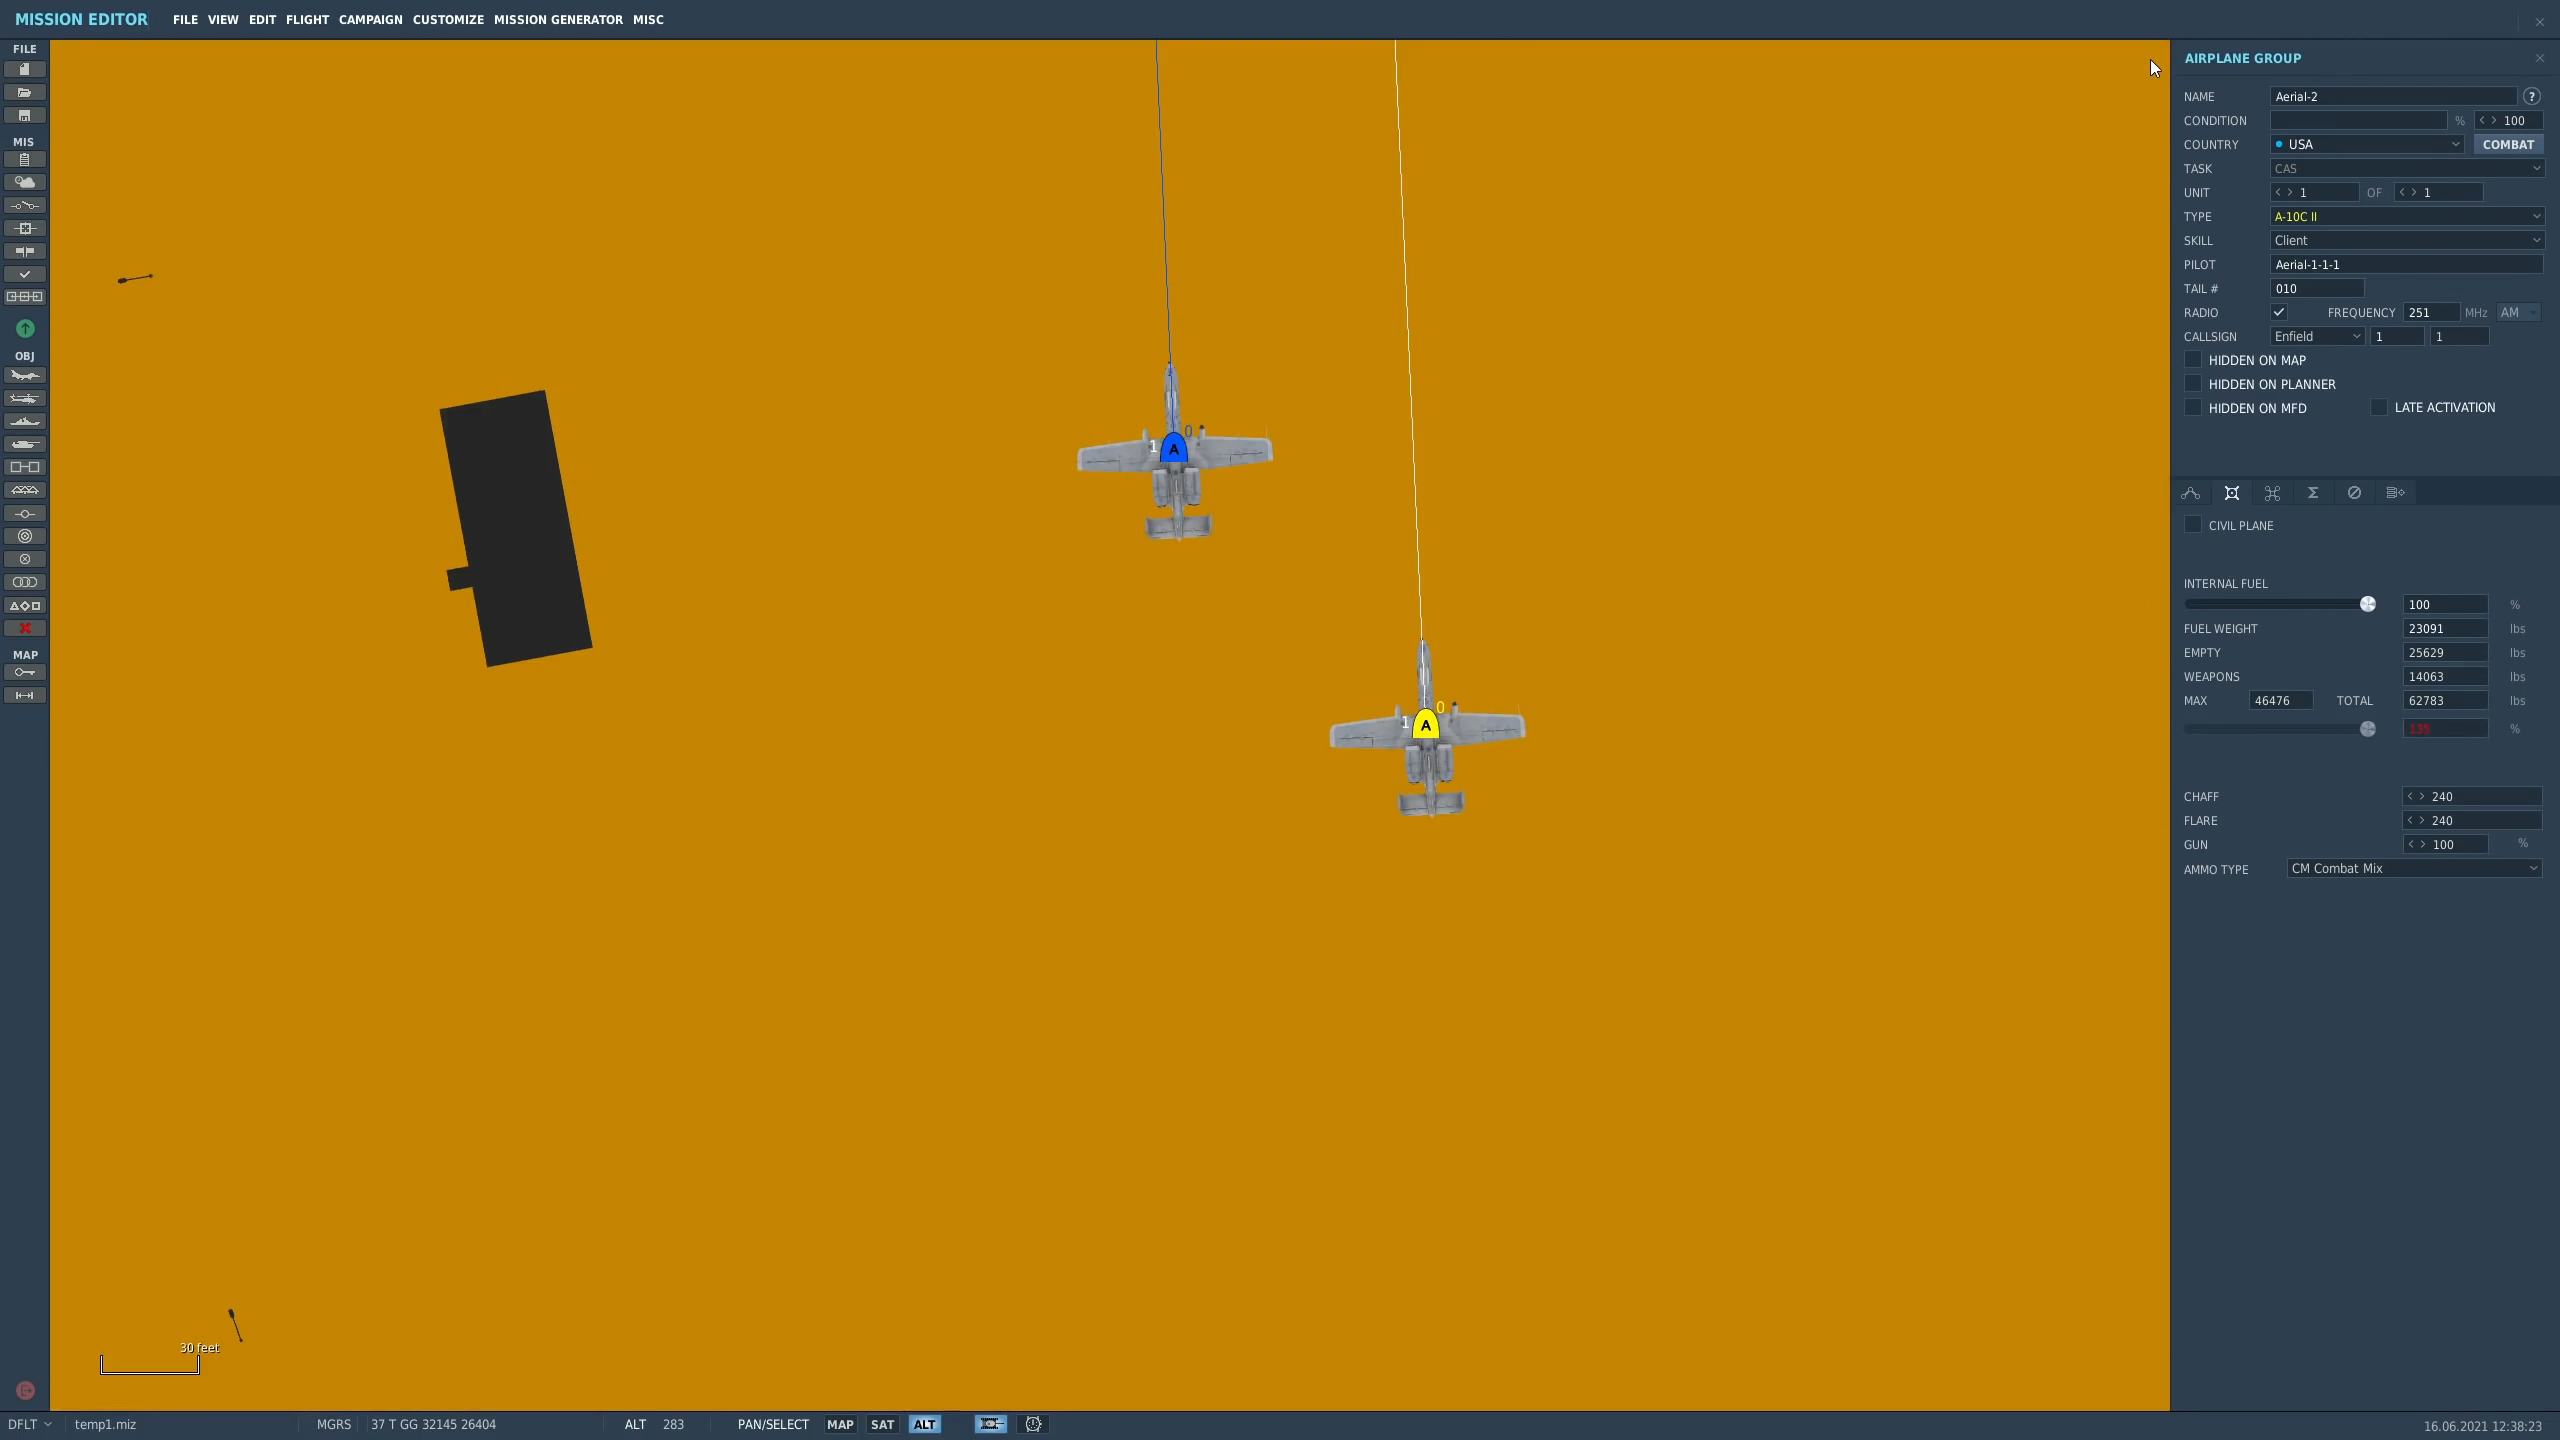 MISSION EDITOR FILE VIEW EDIT FLIGHT CAMPAIGN CUSTOMIZE MISSION GENERATOR MISC
FILE
MIS
OBJ
MAP
1 A 0
1 A 0
30 feet
AIRPLANE GROUP
NAME Aerial-2 ?
CONDITION % < > 100
COUNTRY USA COMBAT
TASK CAS
UNIT < > 1 OF < > 1
TYPE A-10C II
SKILL Client
PILOT Aerial-1-1-1
TAIL # 010
RADIO FREQUENCY 251 MHz AM
CALLSIGN Enfield 1 1
HIDDEN ON MAP
HIDDEN ON PLANNER
HIDDEN ON MFD LATE ACTIVATION
CIVIL PLANE
INTERNAL FUEL
100 %
FUEL WEIGHT 23091 lbs
EMPTY 25629 lbs
WEAPONS 14063 lbs
MAX 46476 TOTAL 62783 lbs
135 %
CHAFF < > 240
FLARE < > 240
GUN < > 100 %
AMMO TYPE CM Combat Mix
DFLT temp1.miz MGRS 37 T GG 32145 26404 ALT 283 PAN/SELECT MAP SAT ALT 16.06.2021 12:38:23